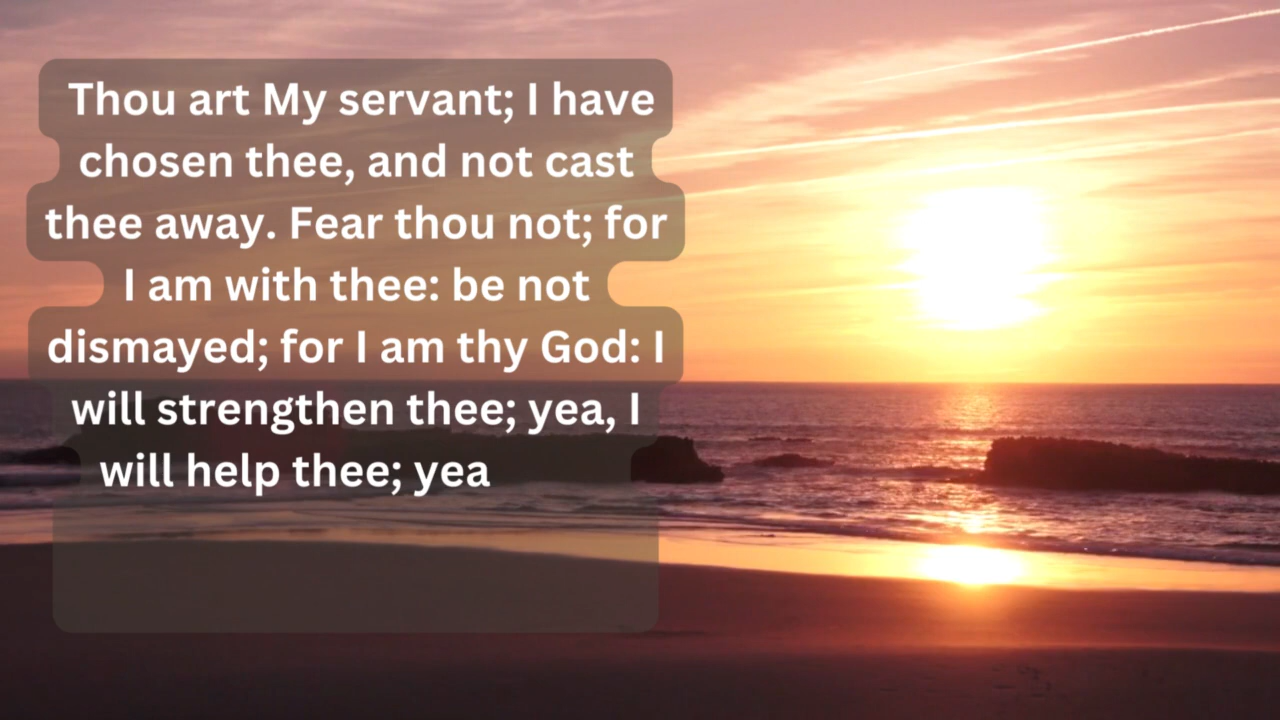 Thou art My servant; I have
chosen thee, and not cast
thee away. Fear thou not; for
I am with thee: be not
dismayed; for I am thy God: I
will strengthen thee; yea, I
will help thee; yea